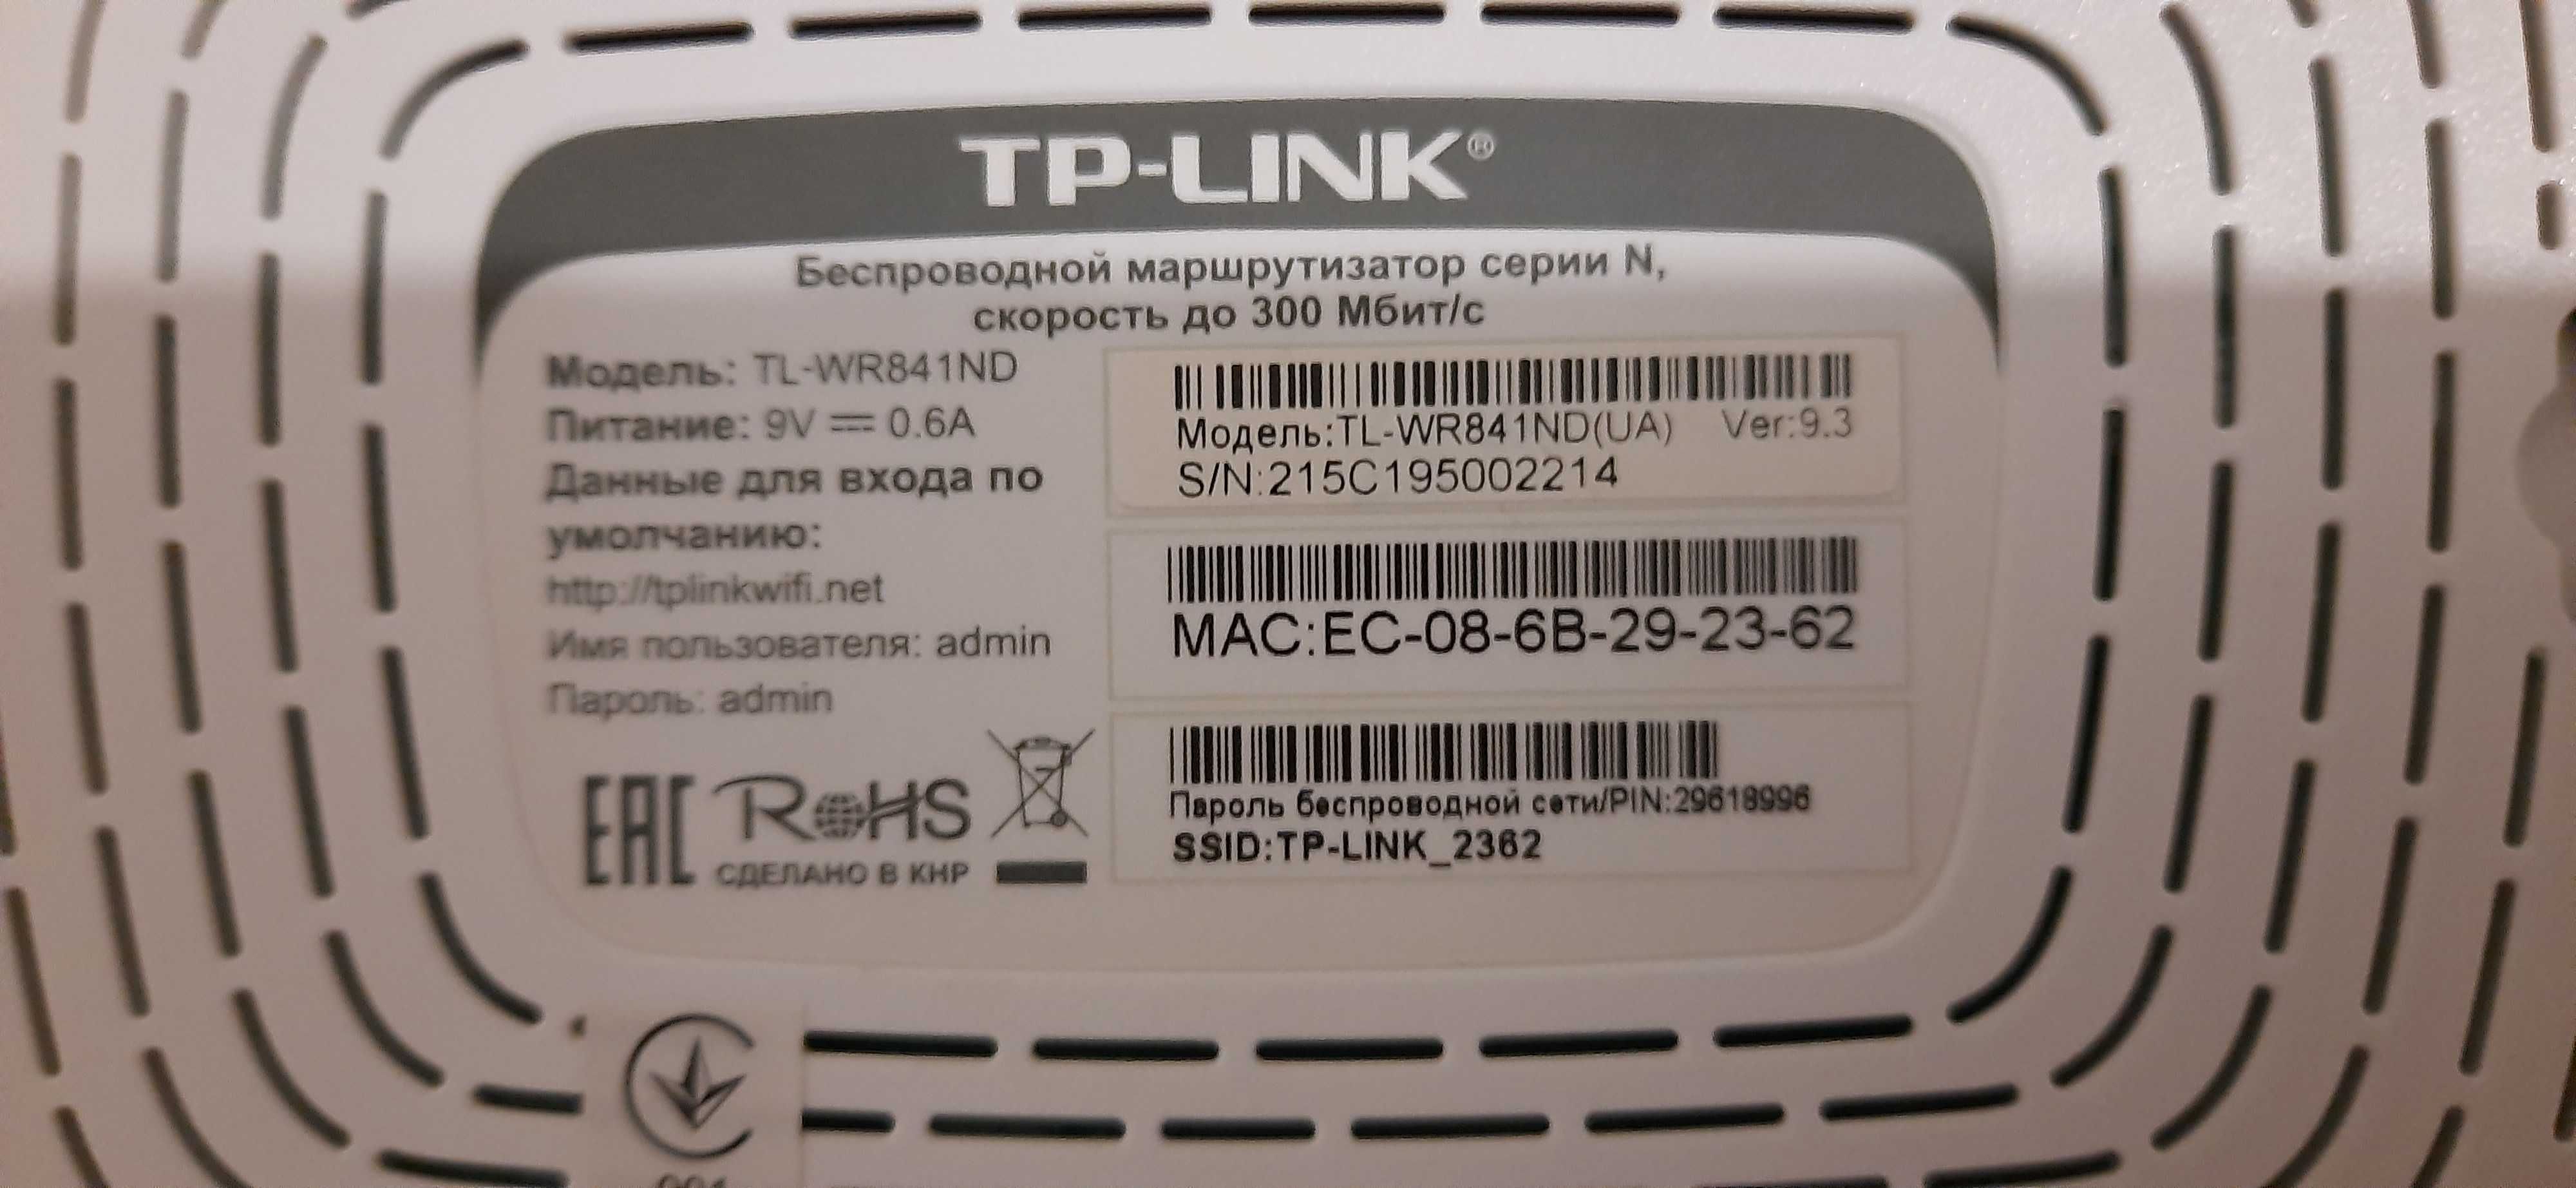 TP-LINK®
Беспроводной маршрутизатор серии N,
скорость до 300 Мбит/с
Модель: TL-WR841ND
Питание: 9V ⎓ 0.6A
Данные для входа по
умолчанию:
http://tplinkwifi.net
Имя пользователя: admin
Пароль: admin
EAC RoHS
СДЕЛАНО В КНР
Модель:TL-WR841ND(UA) Ver:9.3
S/N:215C195002214
MAC:EC-08-6B-29-23-62
Пароль беспроводной сети/PIN:29618996
SSID:TP-LINK_2362